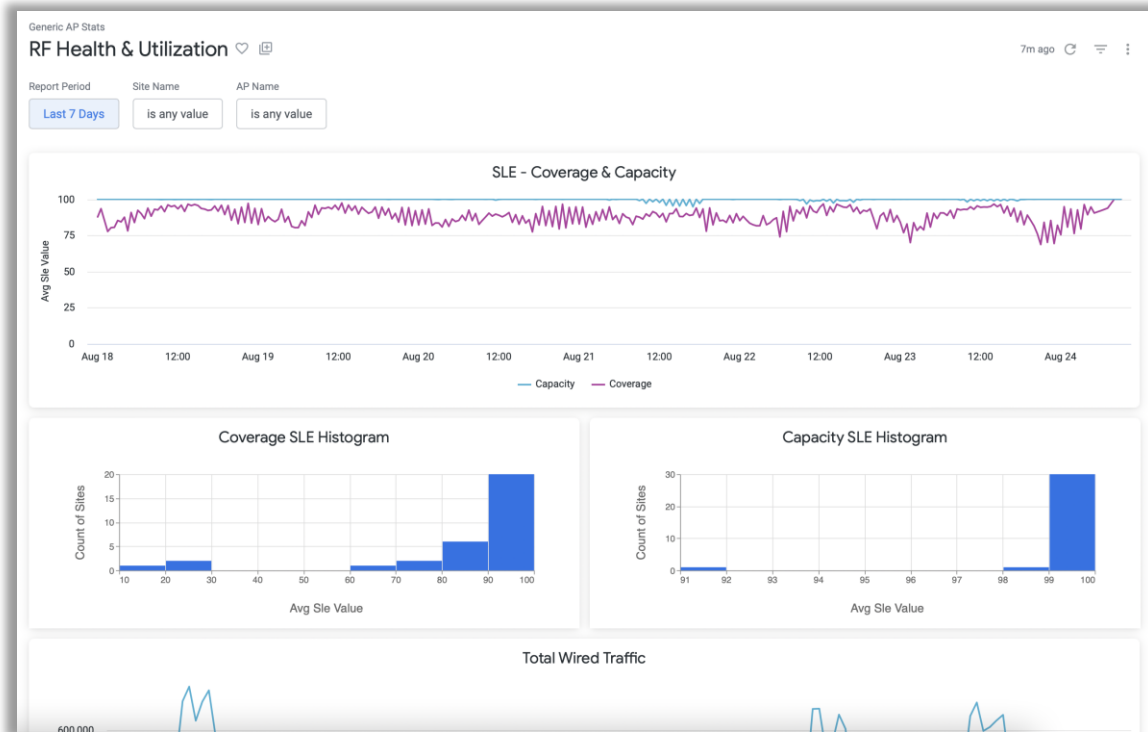 Generic AP Stats
RF Health & Utilization
7m ago
Report Period Site Name AP Name
Last 7 Days is any value is any value
SLE - Coverage & Capacity
100
75
50
25
0
Avg Sle Value
Aug 18 12:00 Aug 19 12:00 Aug 20 12:00 Aug 21 12:00 Aug 22 12:00 Aug 23 12:00 Aug 24
Capacity Coverage
Coverage SLE Histogram
20
15
10
5
0
Count of Sites
10 20 30 40 50 60 70 80 90 100
Avg Sle Value
Capacity SLE Histogram
30
20
10
0
Count of Sites
91 92 93 94 95 96 97 98 99 100
Avg Sle Value
Total Wired Traffic
600,000